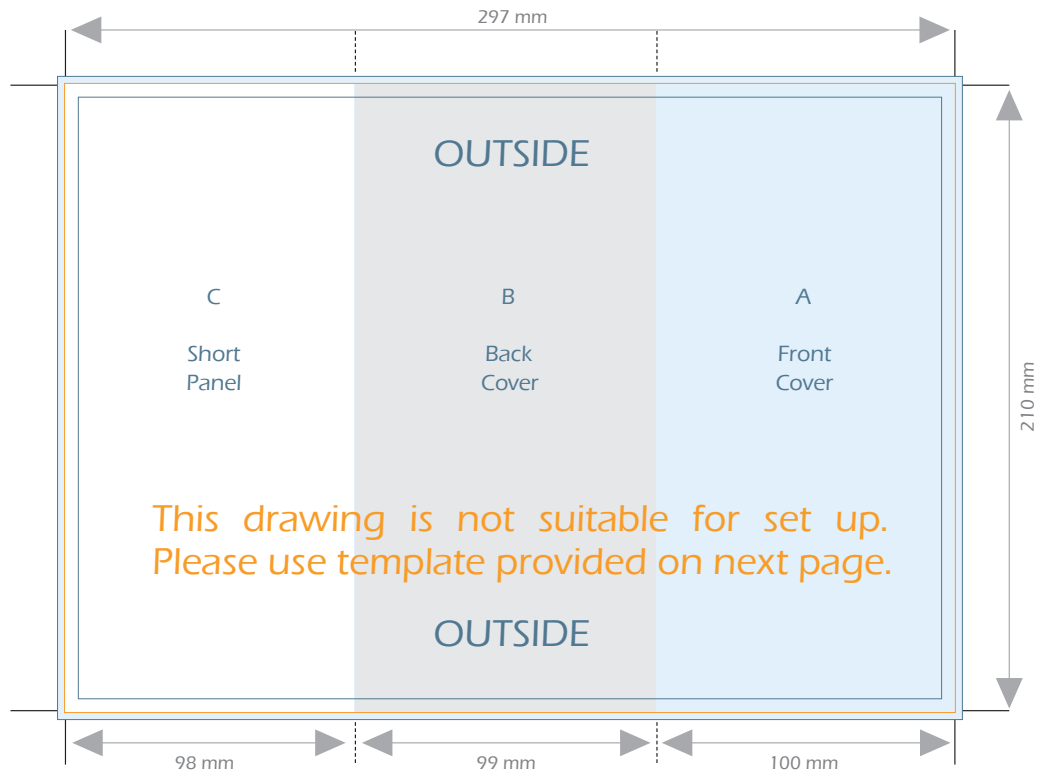 297 mm
OUTSIDE
C
B
A
Short
Panel
Back
Cover
Front
Cover
210 mm
This drawing is not suitable for set up.
Please use template provided on next page.
OUTSIDE
98 mm
99 mm
100 mm